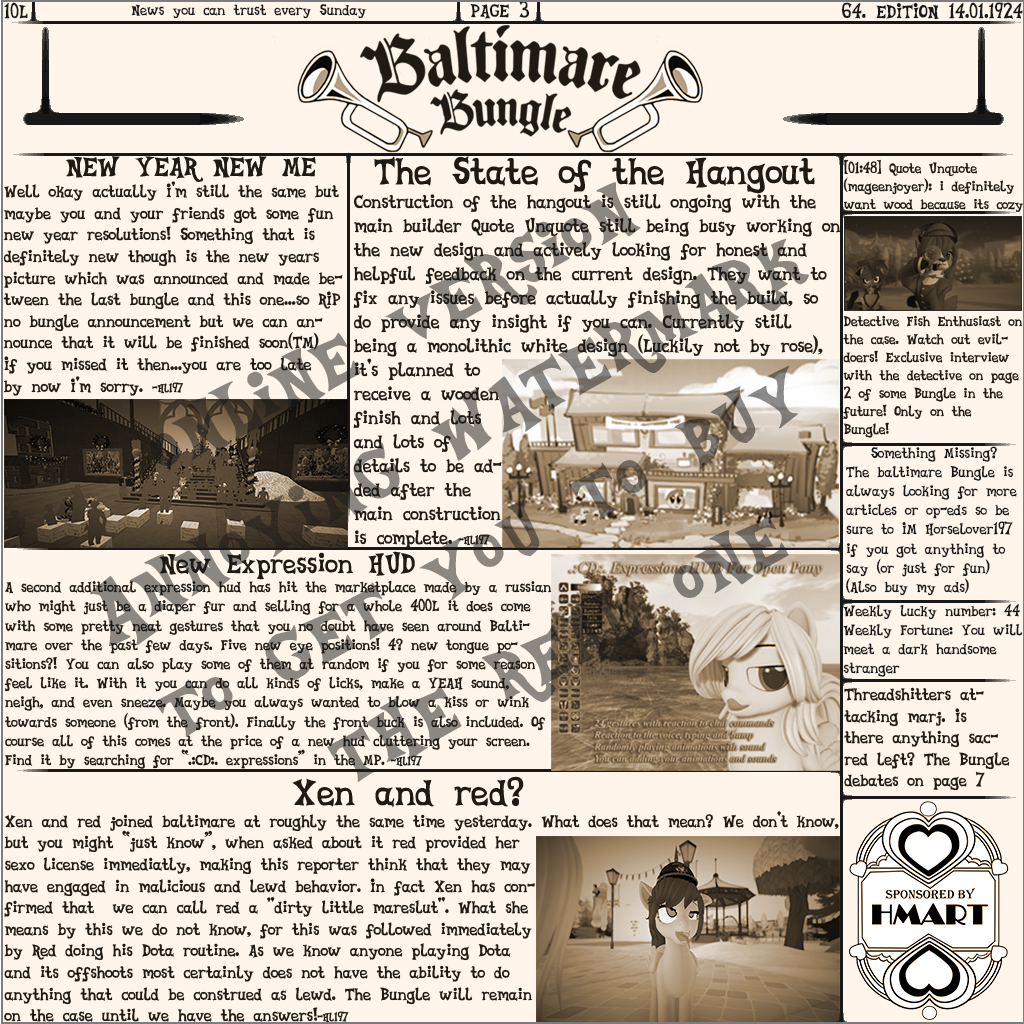 10L
News you can trust every Sunday
PAGE 3
64. EDITION 14.01.1924
Baltimare
Bungle
NEW YEAR NEW ME
Well okay actually i'm still the same but
maybe you and your friends got some fun
new year resolutions! Something that is
definitely new though is the new years
picture which was announced and made be-
tween the last bungle and this one...so RiP
no bungle announcement but we can an-
nounce that it will be finished soon(TM)
if you missed it then...you are too late
by now i'm sorry. -HL197
The State of the Hangout
Construction of the hangout is still ongoing with the
main builder Quote Unquote still being busy working on
the new design and actively looking for honest and
helpful feedback on the current design. They want to
fix any issues before actually finishing the build, so
do provide any insight if you can. Currently still
being a monolithic white design (Luckily not by rose),
it's planned to
receive a wooden
finish and lots
and lots of
details to be ad-
ded after the
main construction
is complete. -HL197
New Expression HUD
A second additional expression hud has hit the marketplace made by a russian
who might just be a diaper fur and selling for a whole 400L it does come
with some pretty neat gestures that you no doubt have seen around Balti-
mare over the past few days. Five new eye positions! 4? new tongue po-
sitions?! You can also play some of them at random if you for some reason
feel like it. With it you can do all kinds of licks, make a YEAH sound,
neigh, and even sneeze. Maybe you always wanted to blow a kiss or wink
towards someone (from the front). Finally the front buck is also included. Of
course all of this comes at the price of a new hud cluttering your screen.
Find it by searching for ".:CD:. expressions" in the MP. -HL197
.:CD:. Expressions HUD For Open Pony
24 gestures with reaction to chat commands
Reaction to the voice, typing and bump
Randomly playing animations with sound
You can adding your animations and sounds
Xen and red?
Xen and red joined baltimare at roughly the same time yesterday. What does that mean? We don't know,
but you might "just know", when asked about it red provided her
sexo license immediatly, making this reporter think that they may
have engaged in malicious and lewd behavior. in fact Xen has con-
firmed that we can call red a "dirty little mareslut". What she
means by this we do not know, for this was followed immediately
by Red doing his Dota routine. As we know anyone playing Dota
and its offshoots most certainly does not have the ability to do
anything that could be construed as lewd. The Bungle will remain
on the case until we have the answers!-HL197
[01:48] Quote Unquote
(mageenjoyer): i definitely
want wood because its cozy
Detective Fish Enthusiast on
the case. Watch out evil-
doers! Exclusive interview
with the detective on page
2 of some Bungle in the
future! Only on the
Bungle!
Something Missing?
The baltimare Bungle is
always looking for more
articles or op-eds so be
sure to iM Horselover197
if you got anything to
say (or just for fun)
(Also buy my ads)
Weekly lucky number: 44
Weekly Fortune: You will
meet a dark handsome
stranger
Threadshitters at-
tacking marj. is
there anything sac-
red left? The Bungle
debates on page 7
SPONSORED BY
HMART
ONLiNE VERSiON
ANNOYiNG WATERMARK
TO GET YOU TO BUY
THE REAL ONE